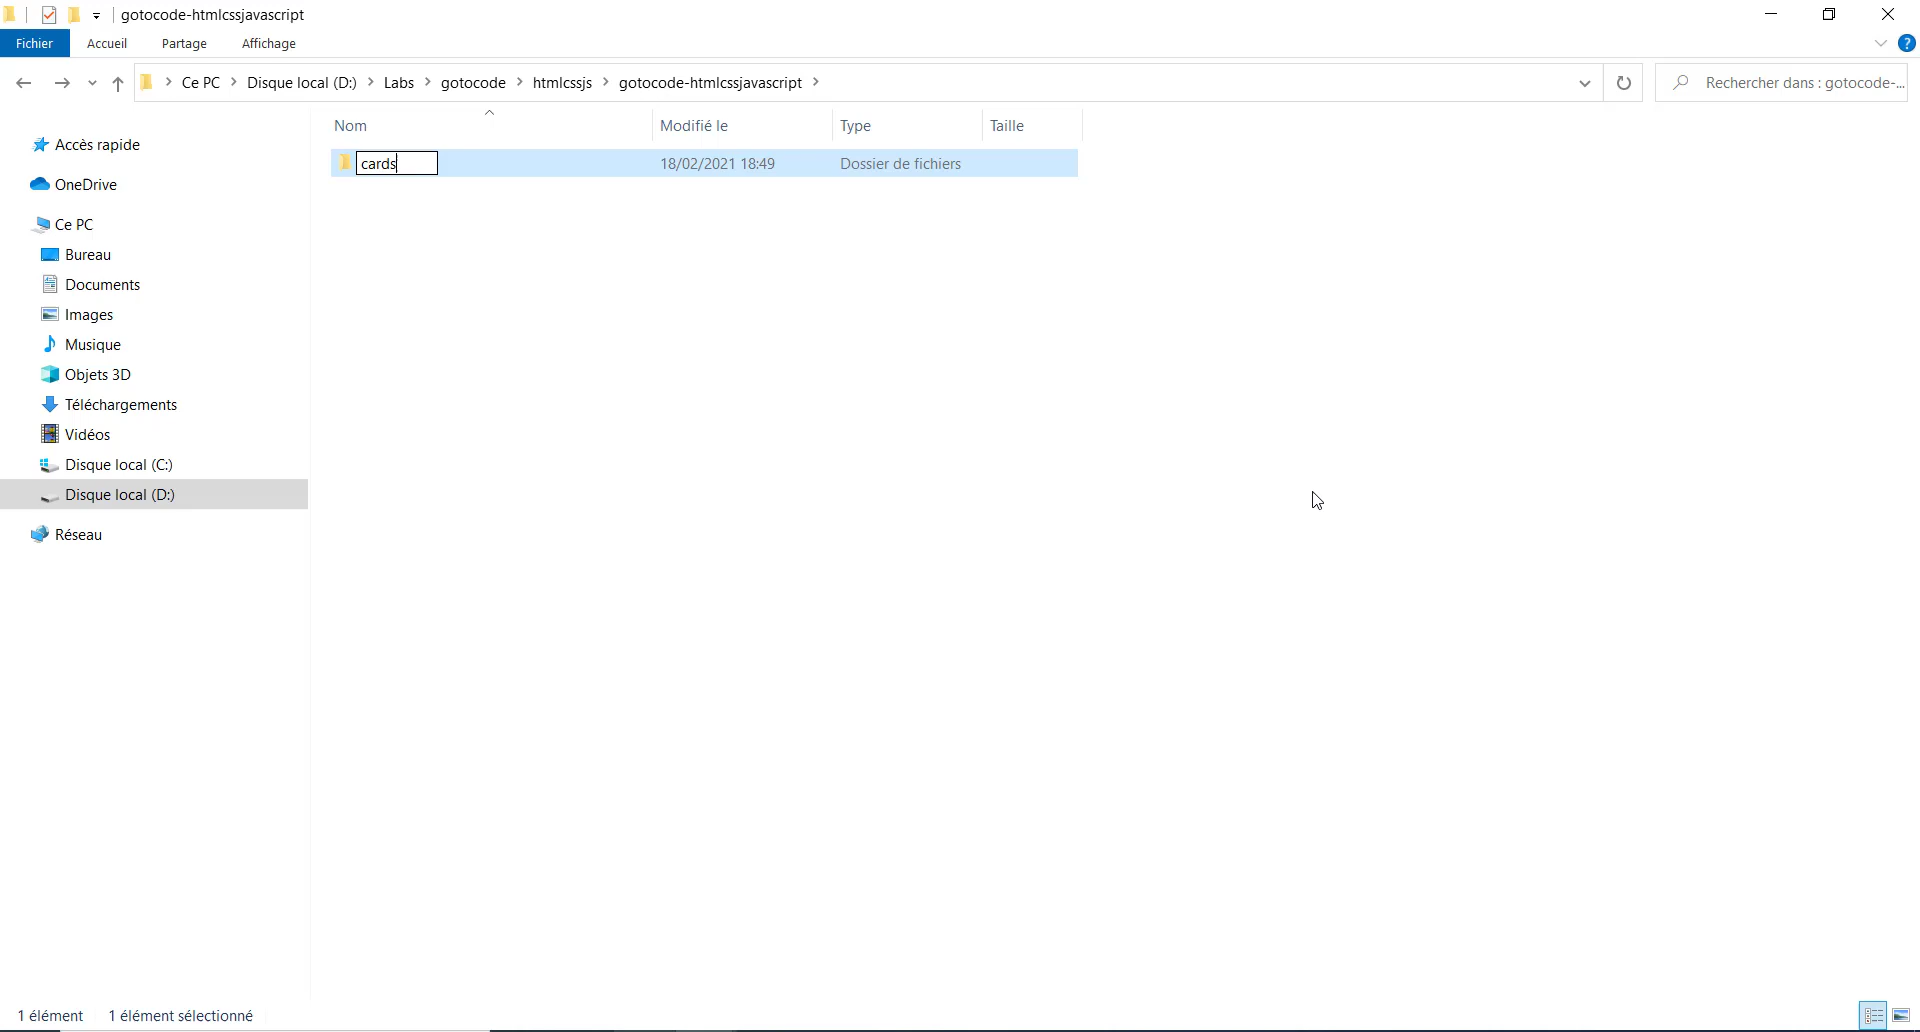 gotocode-htmlcssjavascript
Fichier Accueil Partage Affichage
Ce PC Disque local (D:) Labs gotocode htmlcssjs gotocode-htmlcssjavascript Rechercher dans : gotocode-...
Nom Modifié le Type Taille
cards 18/02/2021 18:49 Dossier de fichiers
Accès rapide
OneDrive
Ce PC
Bureau
Documents
Images
Musique
Objets 3D
Téléchargements
Vidéos
Disque local (C:)
Disque local (D:)
Réseau
1 élément 1 élément sélectionné